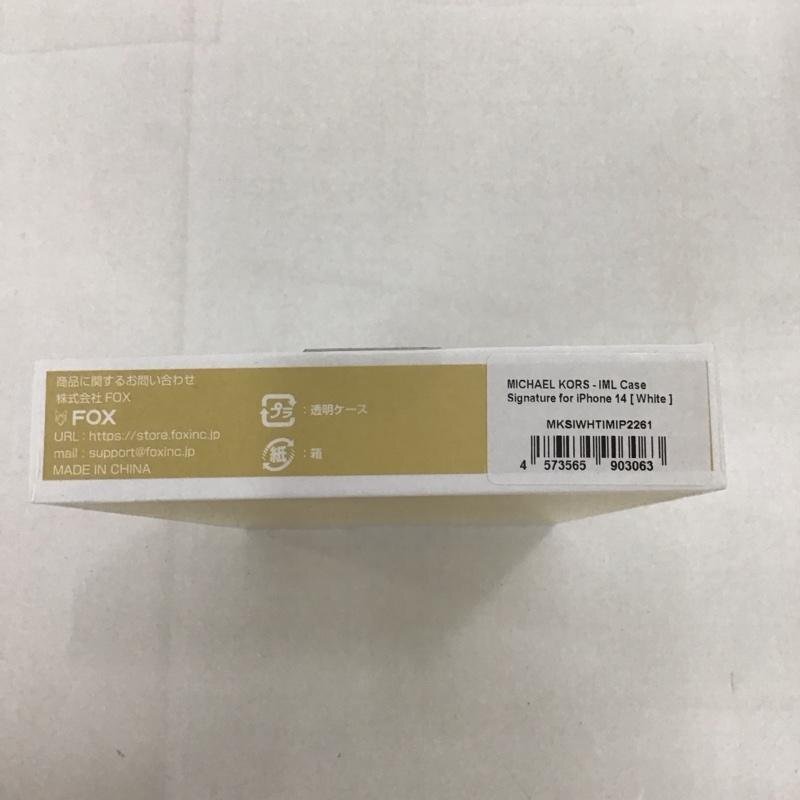 商品に関するお問い合わせ
株式会社 FOX
FOX
URL : https://store.foxinc.jp
mail : support@foxinc.jp
MADE IN CHINA
プラ : 透明ケース
紙 : 箱
MICHAEL KORS - IML Case
Signature for iPhone 14 [ White ]
MKSIWHTIMIP2261
4 573565 903063